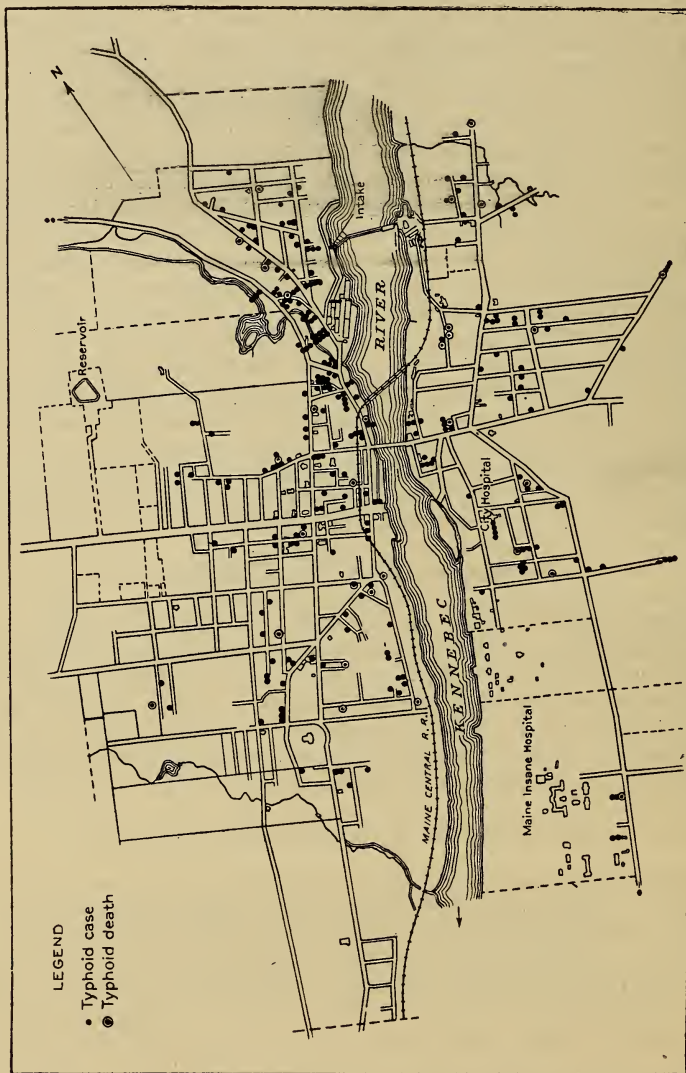 N
Reservoir
Intake
RIVER
City Hospital
KENNEBEC
MAINE CENTRAL R.R.
Maine Insane Hospital
LEGEND
Typhoid case
Typhoid death